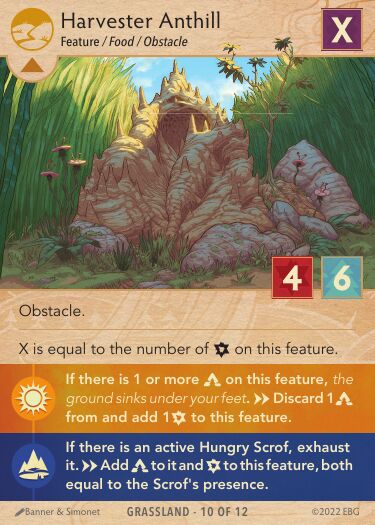 Harvester Anthill
Feature / Food / Obstacle
X
4
6
Obstacle.
X is equal to the number of on this feature.
If there is 1 or more on this feature, the
ground sinks under your feet. Discard 1
from and add 1 to this feature.
If there is an active Hungry Scrof, exhaust
it. Add to it and to this feature, both
equal to the Scrof's presence.
Banner & Simonet
GRASSLAND - 10 OF 12
©2022 EBG